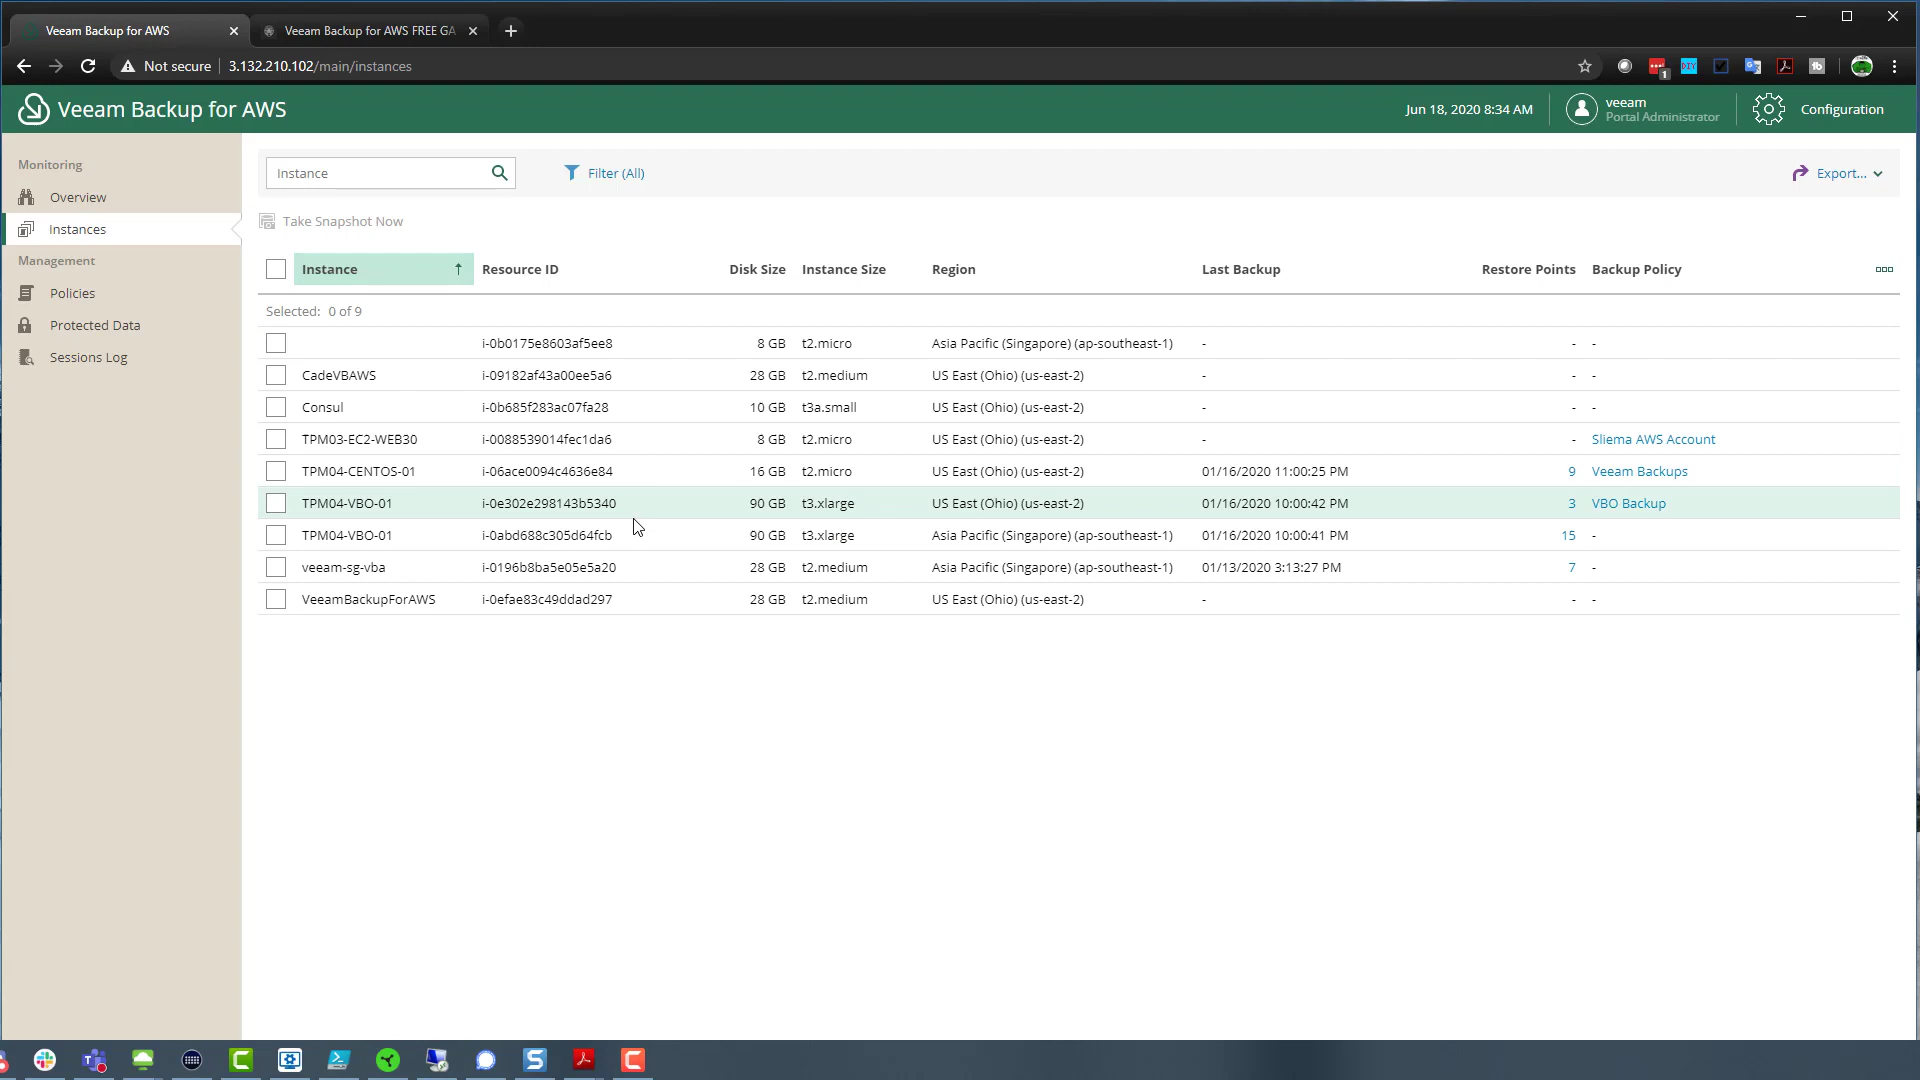 Veeam Backup for AWS
Veeam Backup for AWS FREE GA
Not secure
3.132.210.102/main/instances
1
DIY
Veeam Backup for AWS
Jun 18, 2020 8:34 AM
veeam
Portal Administrator
Configuration
Monitoring
Overview
Instances
Management
Policies
Protected Data
Sessions Log
Instance
Filter (All)
Export...
Take Snapshot Now
Instance Resource ID Disk Size Instance Size Region Last Backup Restore Points Backup Policy
Selected: 0 of 9
i-0b0175e8603af5ee8 8 GB t2.micro Asia Pacific (Singapore) (ap-southeast-1) - - -
CadeVBAWS i-09182af43a00ee5a6 28 GB t2.medium US East (Ohio) (us-east-2) - - -
Consul i-0b685f283ac07fa28 10 GB t3a.small US East (Ohio) (us-east-2) - - -
TPM03-EC2-WEB30 i-0088539014fec1da6 8 GB t2.micro US East (Ohio) (us-east-2) - - Sliema AWS Account
TPM04-CENTOS-01 i-06ace0094c4636e84 16 GB t2.micro US East (Ohio) (us-east-2) 01/16/2020 11:00:25 PM 9 Veeam Backups
TPM04-VBO-01 i-0e302e298143b5340 90 GB t3.xlarge US East (Ohio) (us-east-2) 01/16/2020 10:00:42 PM 3 VBO Backup
TPM04-VBO-01 i-0abd688c305d64fcb 90 GB t3.xlarge Asia Pacific (Singapore) (ap-southeast-1) 01/16/2020 10:00:41 PM 15 -
veeam-sg-vba i-0196b8ba5e05e5a20 28 GB t2.medium Asia Pacific (Singapore) (ap-southeast-1) 01/13/2020 3:13:27 PM 7 -
VeeamBackupForAWS i-0efae83c49ddad297 28 GB t2.medium US East (Ohio) (us-east-2) - - -